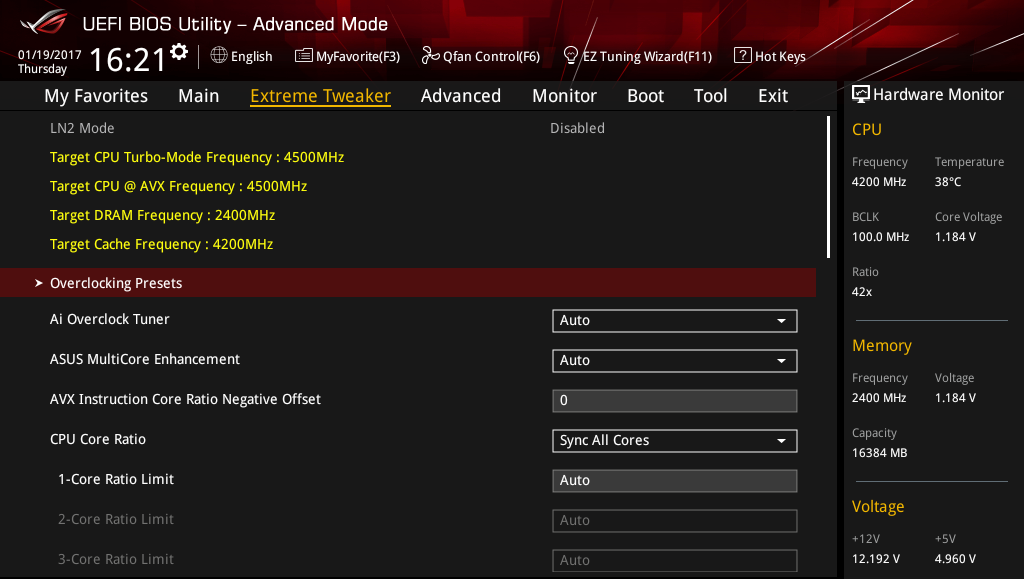 UEFI BIOS Utility – Advanced Mode
01/19/2017
Thursday
16:21
English
MyFavorite(F3)
Qfan Control(F6)
EZ Tuning Wizard(F11)
? Hot Keys
My Favorites Main Extreme Tweaker Advanced Monitor Boot Tool Exit
LN2 Mode Disabled
Target CPU Turbo-Mode Frequency : 4500MHz
Target CPU @ AVX Frequency : 4500MHz
Target DRAM Frequency : 2400MHz
Target Cache Frequency : 4200MHz
Overclocking Presets
Ai Overclock Tuner Auto
ASUS MultiCore Enhancement Auto
AVX Instruction Core Ratio Negative Offset 0
CPU Core Ratio Sync All Cores
1-Core Ratio Limit Auto
2-Core Ratio Limit Auto
3-Core Ratio Limit Auto
Hardware Monitor
CPU
Frequency Temperature
4200 MHz 38°C
BCLK Core Voltage
100.0 MHz 1.184 V
Ratio
42x
Memory
Frequency Voltage
2400 MHz 1.184 V
Capacity
16384 MB
Voltage
+12V +5V
12.192 V 4.960 V